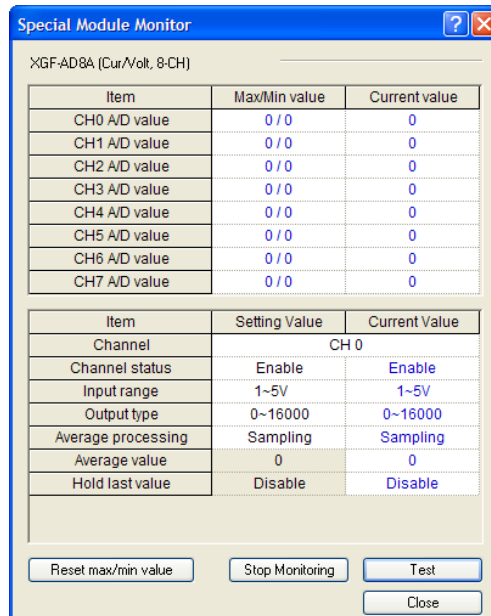 Special Module Monitor
XGF-AD8A (Cur/Volt, 8-CH)
Item Max/Min value Current value
CH0 A/D value 0 / 0 0
CH1 A/D value 0 / 0 0
CH2 A/D value 0 / 0 0
CH3 A/D value 0 / 0 0
CH4 A/D value 0 / 0 0
CH5 A/D value 0 / 0 0
CH6 A/D value 0 / 0 0
CH7 A/D value 0 / 0 0
Item Setting Value Current Value
Channel CH 0
Channel status Enable Enable
Input range 1~5V 1~5V
Output type 0~16000 0~16000
Average processing Sampling Sampling
Average value 0 0
Hold last value Disable Disable
Reset max/min value Stop Monitoring Test
Close